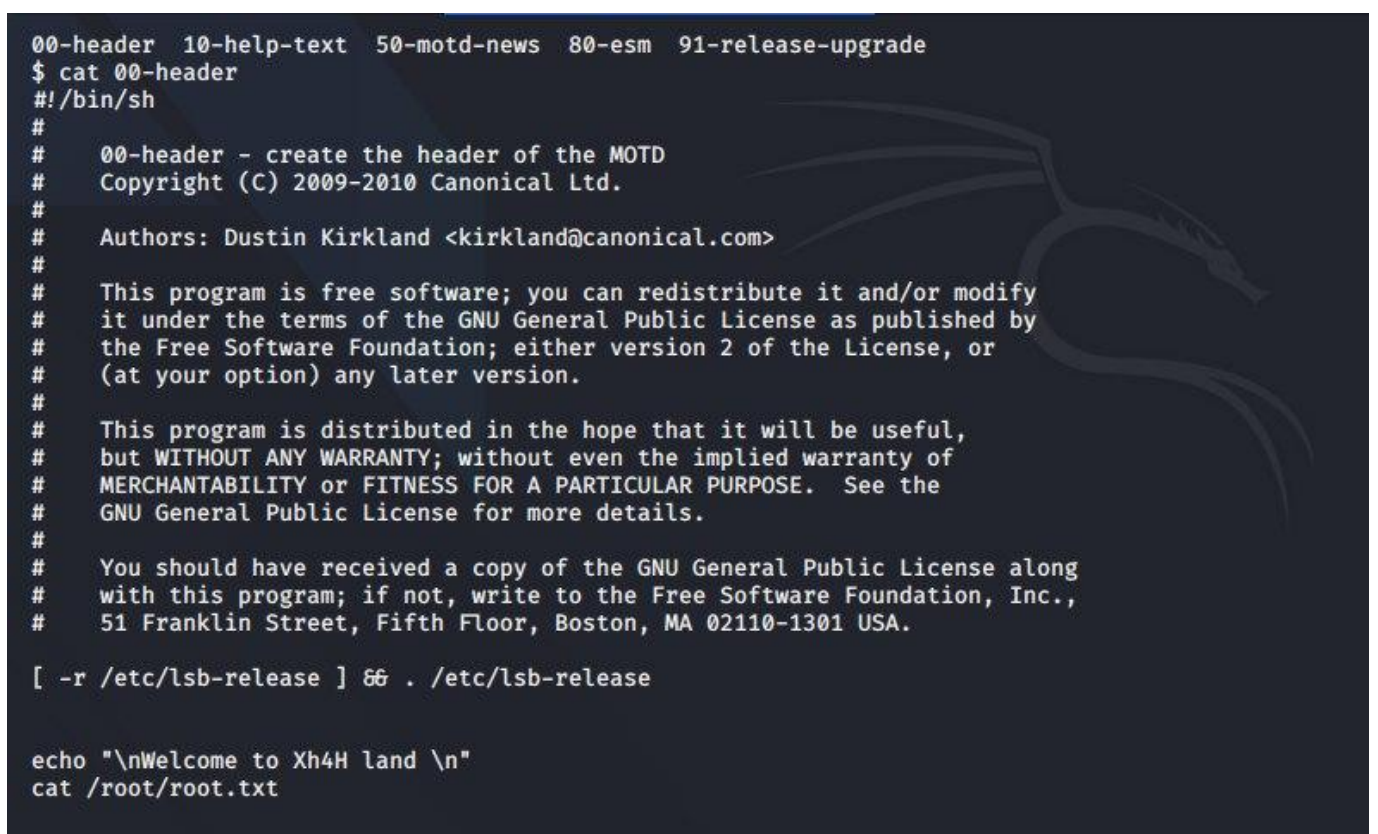 00-header  10-help-text  50-motd-news  80-esm  91-release-upgrade
$ cat 00-header
#!/bin/sh
#
#    00-header - create the header of the MOTD
#    Copyright (C) 2009-2010 Canonical Ltd.
#
#    Authors: Dustin Kirkland <kirkland@canonical.com>
#
#    This program is free software; you can redistribute it and/or modify
#    it under the terms of the GNU General Public License as published by
#    the Free Software Foundation; either version 2 of the License, or
#    (at your option) any later version.
#
#    This program is distributed in the hope that it will be useful,
#    but WITHOUT ANY WARRANTY; without even the implied warranty of
#    MERCHANTABILITY or FITNESS FOR A PARTICULAR PURPOSE.  See the
#    GNU General Public License for more details.
#
#    You should have received a copy of the GNU General Public License along
#    with this program; if not, write to the Free Software Foundation, Inc.,
#    51 Franklin Street, Fifth Floor, Boston, MA 02110-1301 USA.
[ -r /etc/lsb-release ] && . /etc/lsb-release
echo "\nWelcome to Xh4H land \n"
cat /root/root.txt